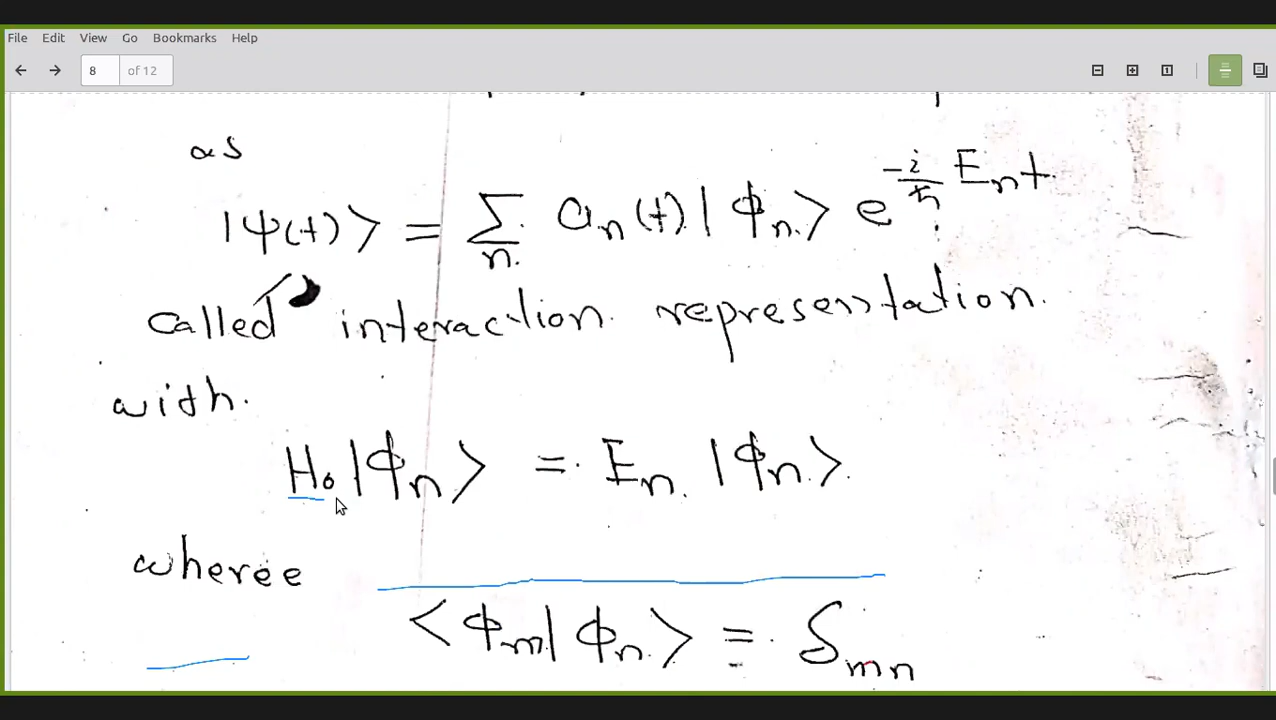 File Edit View Go Bookmarks Help
8 of 12
as
|ψ(t)⟩ = Σ_n a_n(t) |ϕ_n⟩ e^{-i/ħ E_n t}
called interaction representation.
with.
H₀|ϕ_n⟩ = E_n |ϕ_n⟩.
wheree
<ϕ_m|ϕ_n⟩ = δ_mn